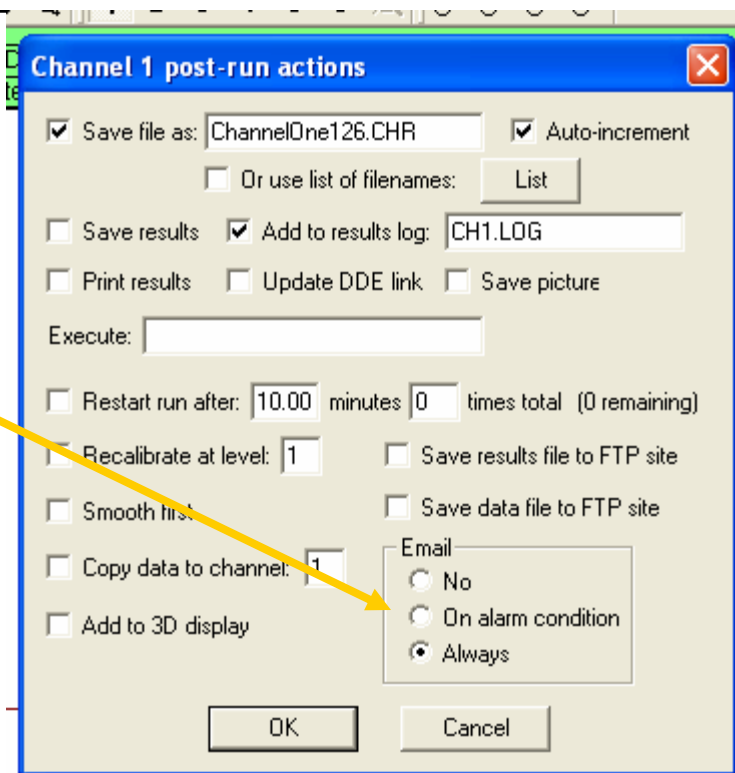 Channel 1 post-run actions
Save file as: ChannelOne126.CHR Auto-increment
Or use list of filenames: List
Save results Add to results log: CH1.LOG
Print results Update DDE link Save picture
Execute:
Restart run after: 10.00 minutes 0 times total (0 remaining)
Recalibrate at level: 1 Save results file to FTP site
Smooth first Save data file to FTP site
Copy data to channel: 1
Add to 3D display
Email
No
On alarm condition
Always
OK Cancel